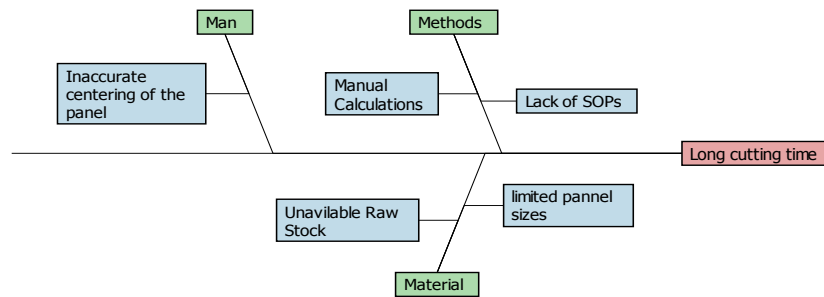 Man
Methods
Inaccurate
centering of the
panel
Manual
Calculations
Lack of SOPs
Long cutting time
Unavilable Raw
Stock
limited pannel
sizes
Material